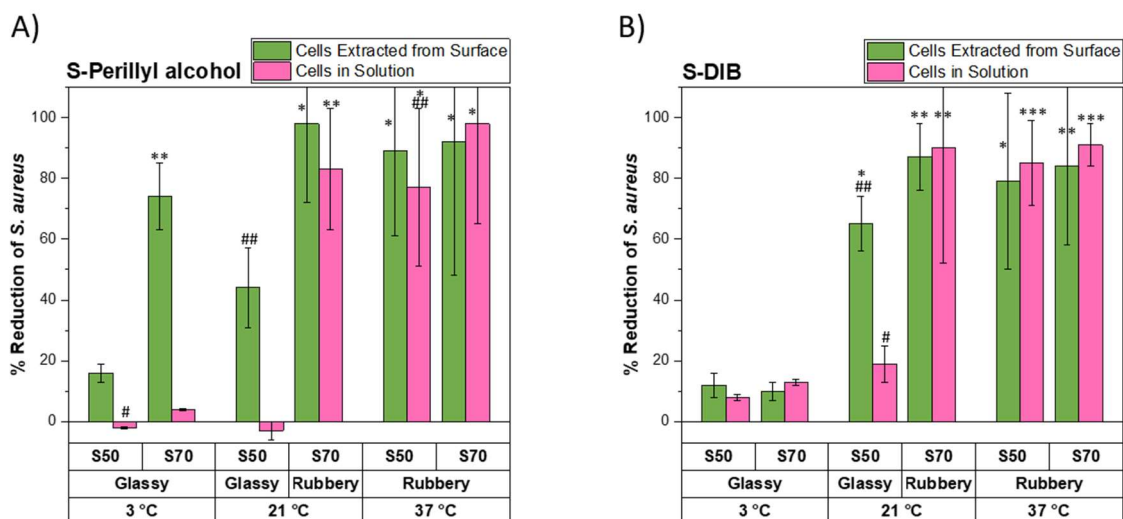 A)
Cells Extracted from Surface
S-Perillyl alcohol
Cells in Solution
% Reduction of S. aureus
100
80
60
40
20
0
#
**
##
*
**
*
*
##
*
*
S50 S70 S50 S70 S50 S70
Glassy Glassy Rubbery Rubbery
3 °C 21 °C 37 °C
B)
Cells Extracted from Surface
S-DIB
Cells in Solution
% Reduction of S. aureus
100
80
60
40
20
0
*
##
#
**
**
*
***
**
***
S50 S70 S50 S70 S50 S70
Glassy Glassy Rubbery Rubbery
3 °C 21 °C 37 °C